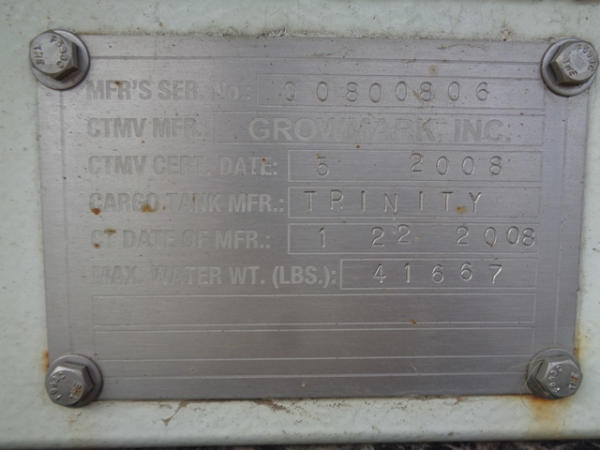 MFR'S SER. No.: 00800806
CTMV MFR.: GROWMARK, INC.
CTMV CERT. DATE: 5 2008
CARGO TANK MFR.: TRINITY
CT DATE OF MFR.: 1 22 2008
MAX. WATER WT. (LBS.): 41667